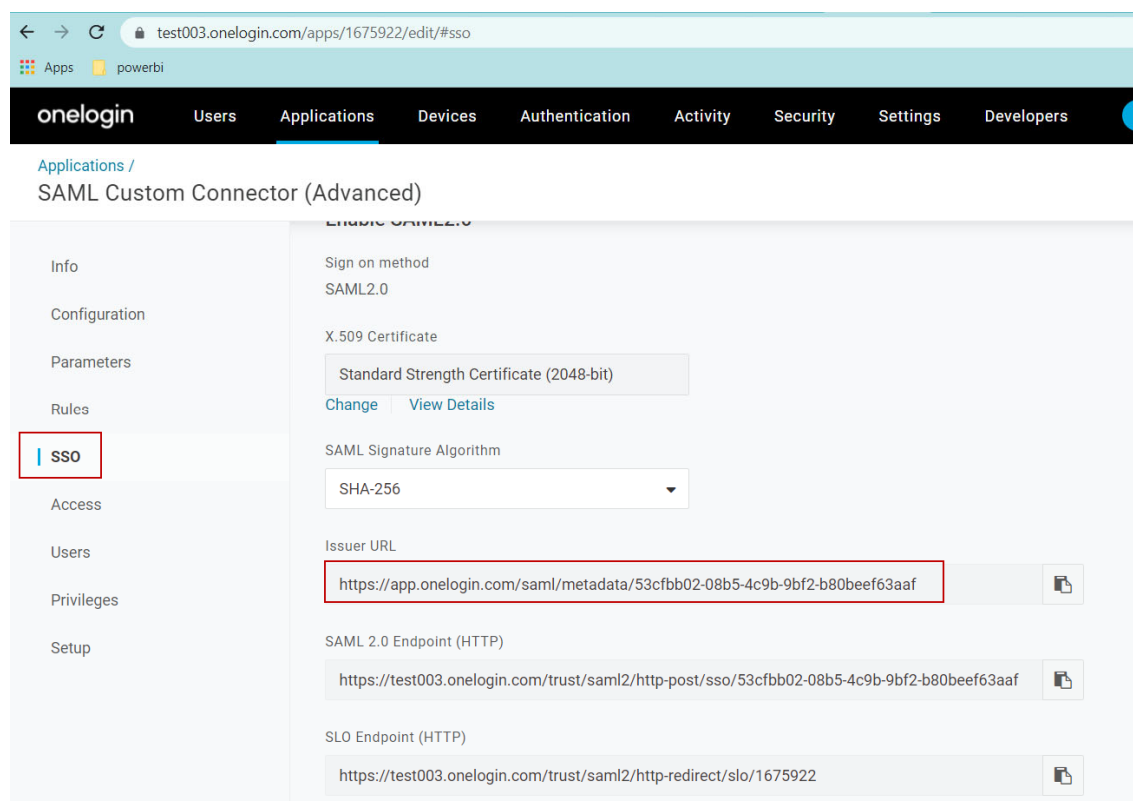 test003.onelogin.com/apps/1675922/edit/#sso
Apps powerbi
onelogin Users Applications Devices Authentication Activity Security Settings Developers
Applications /
SAML Custom Connector (Advanced)
Enable SAML2.0
Info
Configuration
Parameters
Rules
SSO
Access
Users
Privileges
Setup
Sign on method
SAML2.0
X.509 Certificate
Standard Strength Certificate (2048-bit)
Change View Details
SAML Signature Algorithm
SHA-256
Issuer URL
https://app.onelogin.com/saml/metadata/53cfbb02-08b5-4c9b-9bf2-b80beef63aaf
SAML 2.0 Endpoint (HTTP)
https://test003.onelogin.com/trust/saml2/http-post/sso/53cfbb02-08b5-4c9b-9bf2-b80beef63aaf
SLO Endpoint (HTTP)
https://test003.onelogin.com/trust/saml2/http-redirect/slo/1675922